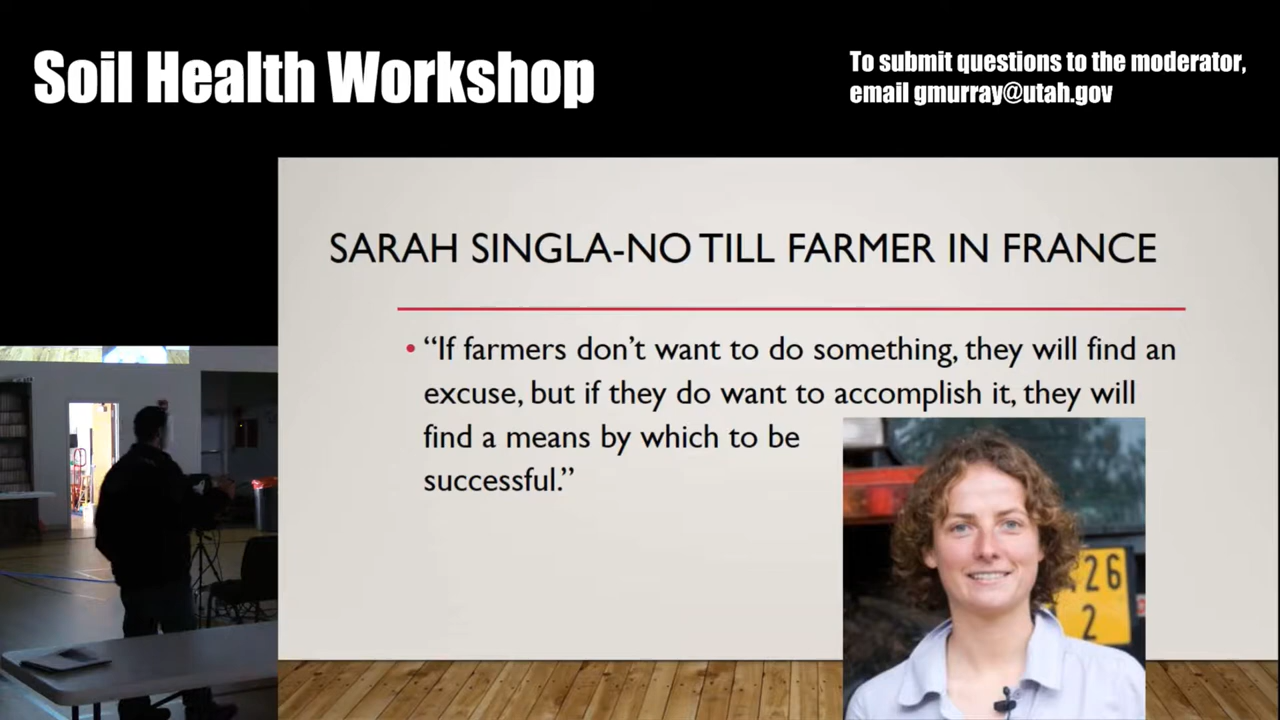 Soil Health Workshop
To submit questions to the moderator,
email gmurray@utah.gov
SARAH SINGLA-NO TILL FARMER IN FRANCE
• “If farmers don’t want to do something, they will find an
excuse, but if they do want to accomplish it, they will
find a means by which to be
successful.”
26
2